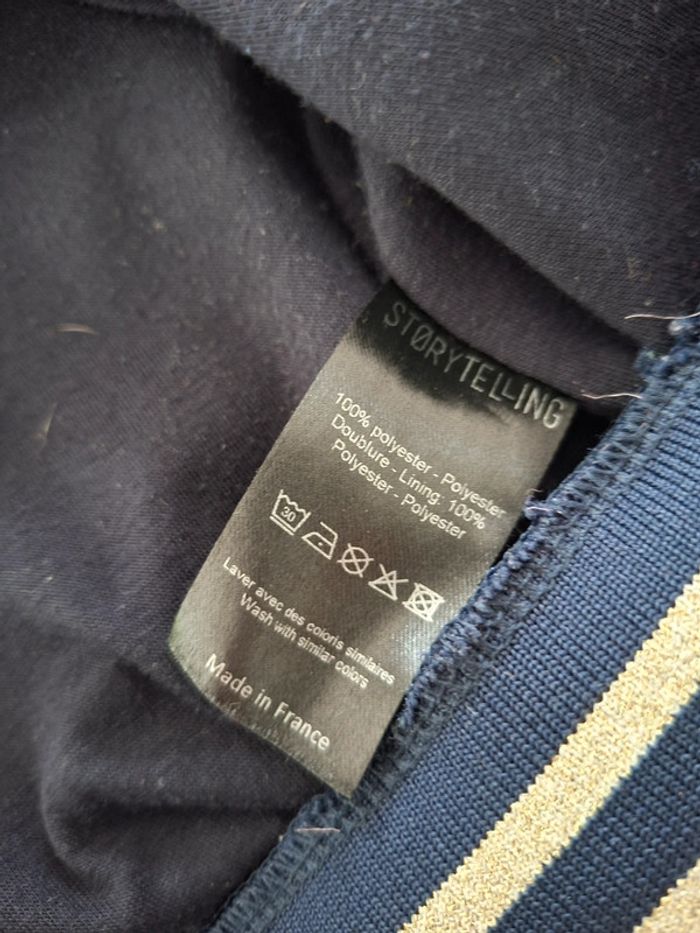 STØRYTELLING
100% polyester - Polyester
Doublure - Lining: 100%
Polyester - Polyester
30
Laver avec des coloris similaires
Wash with similar colors
Made in France